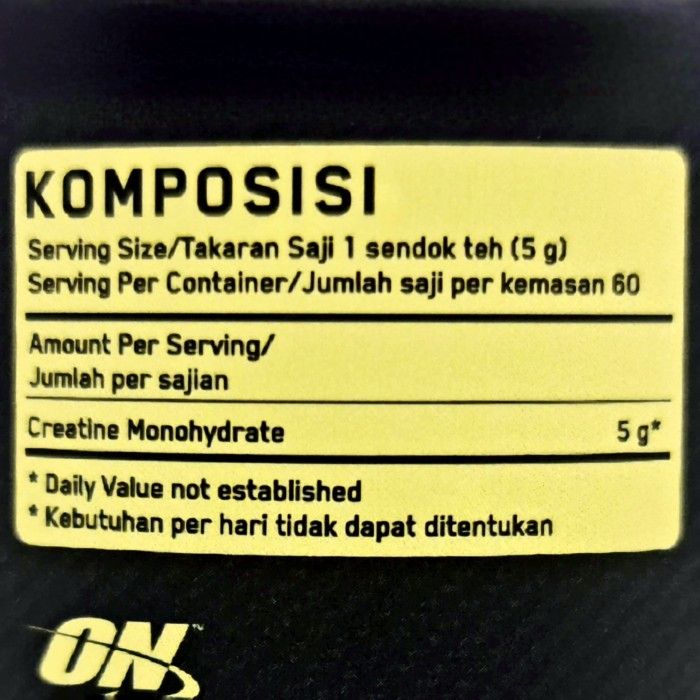 KOMPOSISI
Serving Size/Takaran Saji 1 sendok teh (5 g)
Serving Per Container/Jumlah saji per kemasan 60
Amount Per Serving/
Jumlah per sajian
Creatine Monohydrate 5 g*
* Daily Value not established
* Kebutuhan per hari tidak dapat ditentukan
ON™